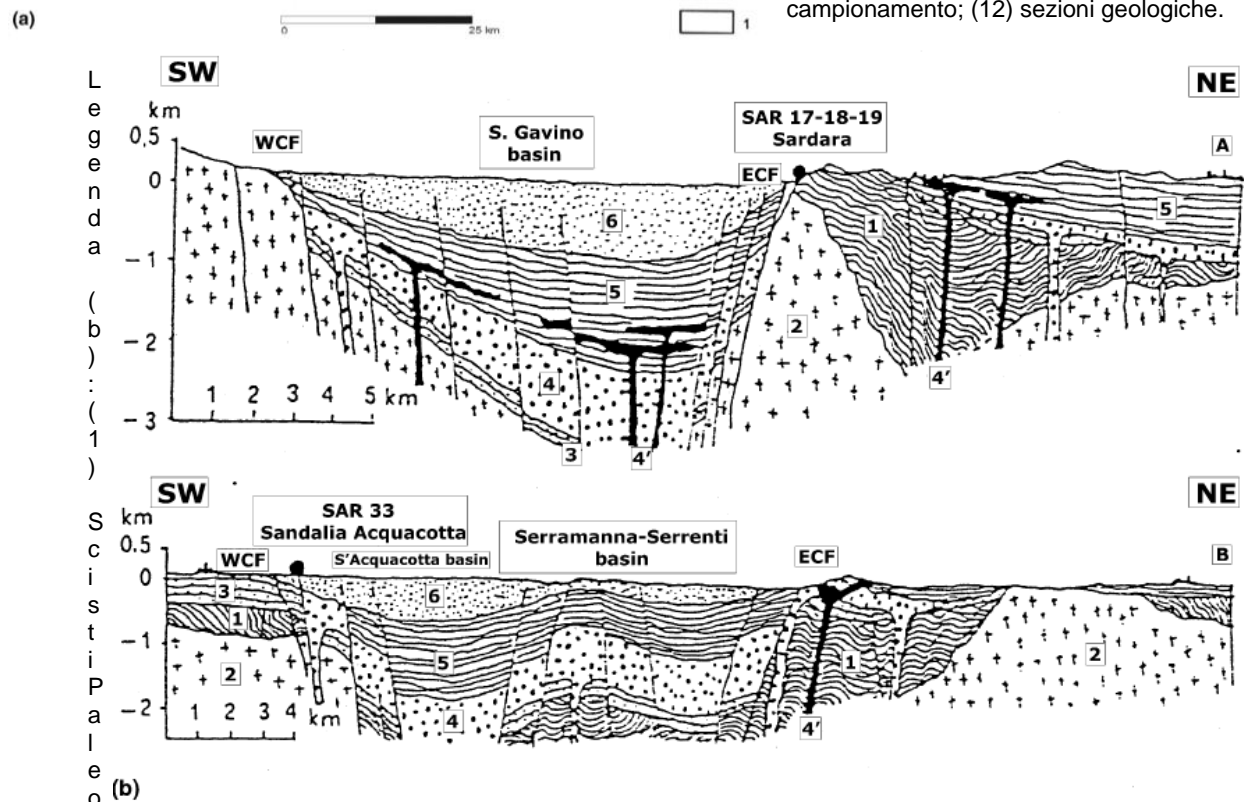 (a)
0 25 km
1
campionamento; (12) sezioni geologiche.
Legenda (b): (1) Scisti Paleo
SW
NE
km
0,5
0
– 1
– 2
– 3
WCF
S. Gavino
basin
SAR 17-18-19
Sardara
ECF
A
6
5
1
5
2
4
4'
3
4'
1 2 3 4 5 km
SW
NE
km
0.5
0
– 1
– 2
WCF
SAR 33
Sandalia Acquacotta
S'Acquacotta basin
Serramanna-Serrenti
basin
ECF
B
3
6
1
5
1
2
2
4
4'
1 2 3 4 km
(b)